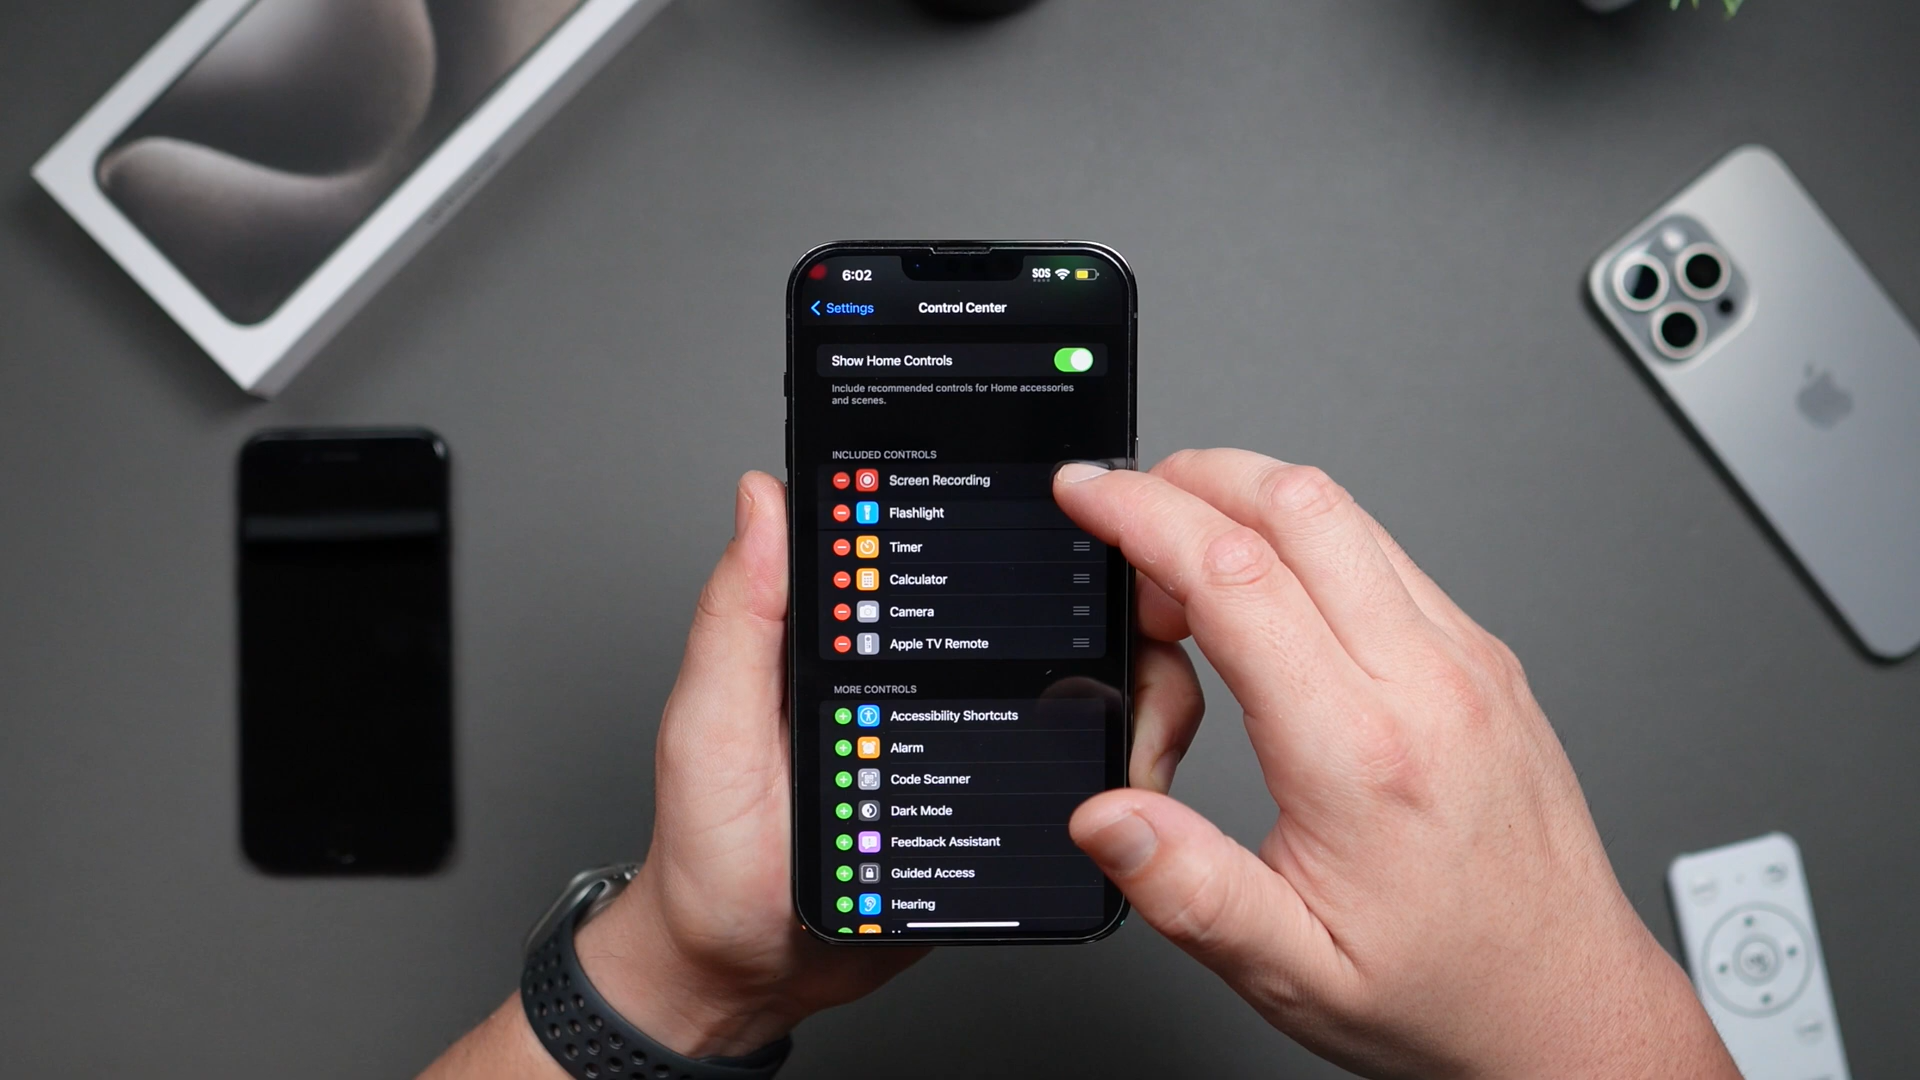 6:02 SOS
Settings Control Center
Show Home Controls
Include recommended controls for Home accessories
and scenes.
INCLUDED CONTROLS
Screen Recording
Flashlight
Timer
Calculator
Camera
Apple TV Remote
MORE CONTROLS
Accessibility Shortcuts
Alarm
Code Scanner
Dark Mode
Feedback Assistant
Guided Access
Hearing